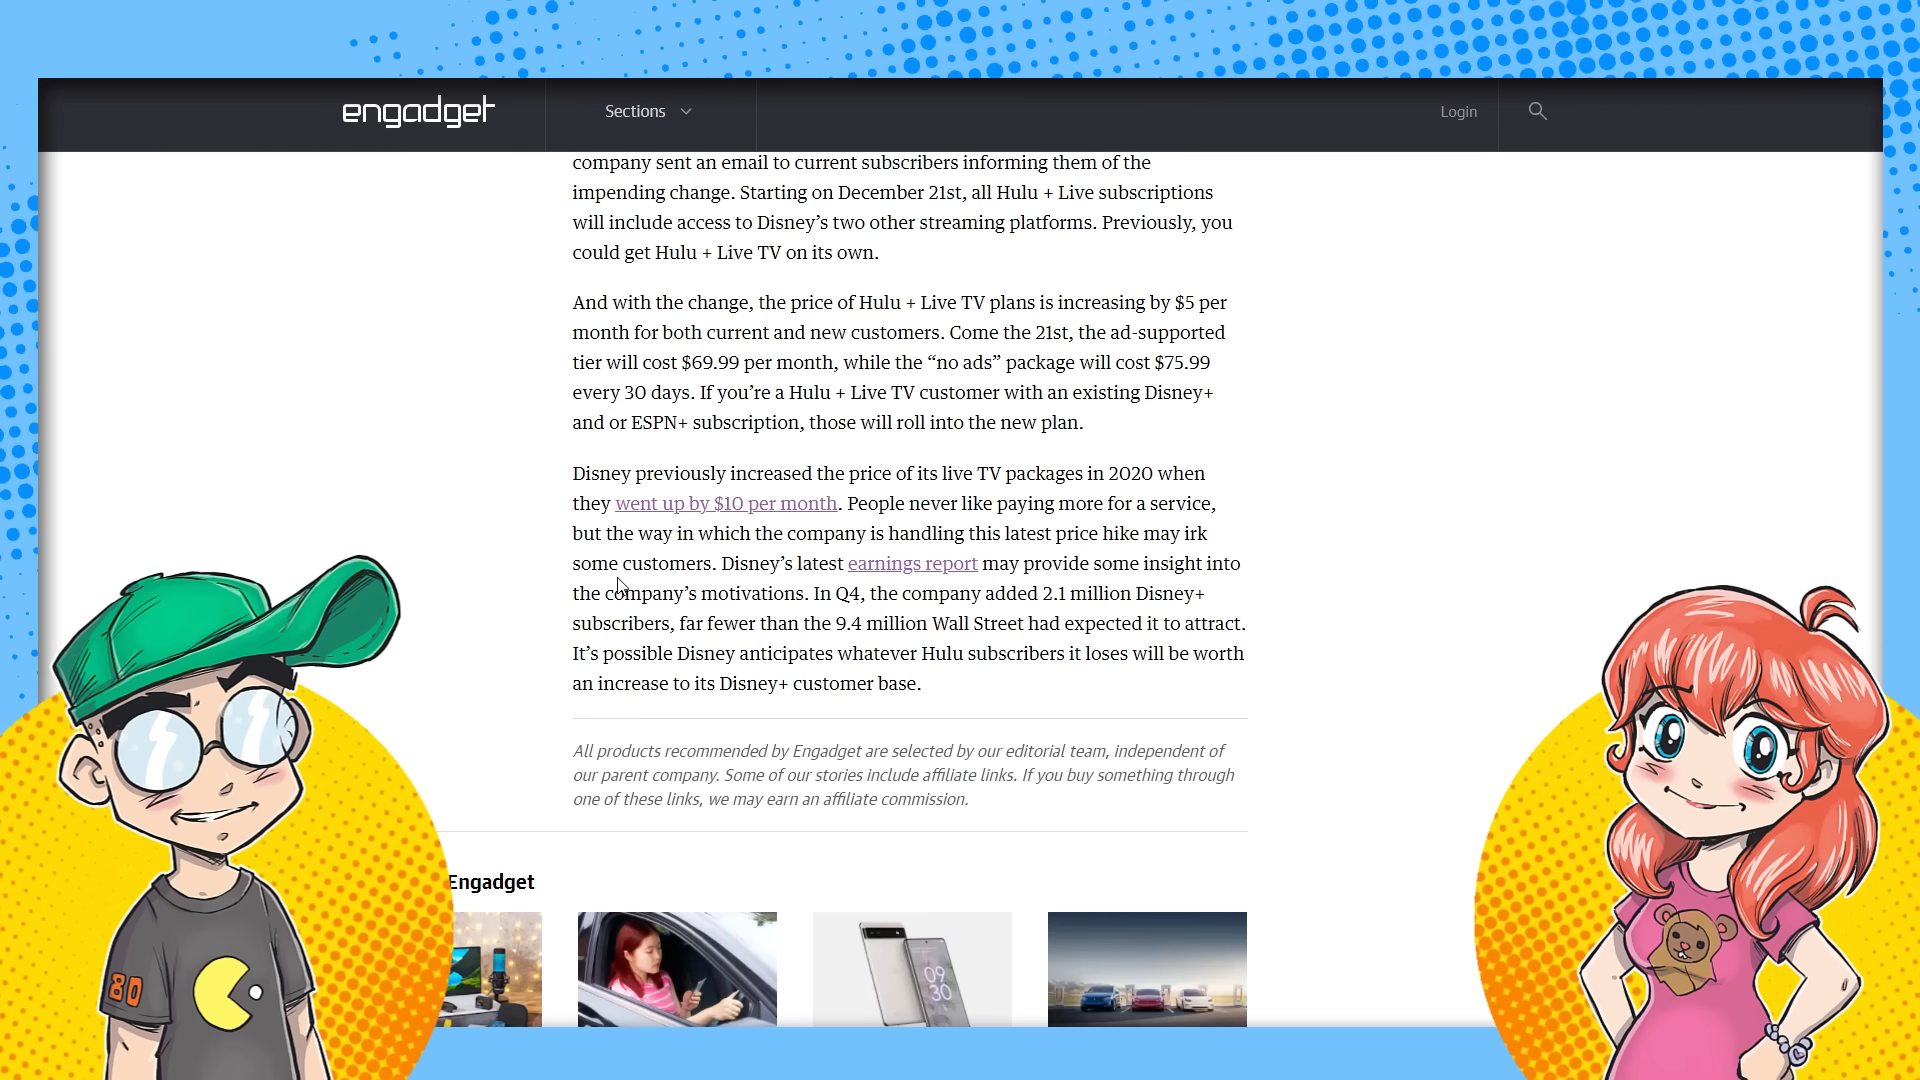 engadget
Sections
Login
company sent an email to current subscribers informing them of the
impending change. Starting on December 21st, all Hulu + Live subscriptions
will include access to Disney’s two other streaming platforms. Previously, you
could get Hulu + Live TV on its own.
And with the change, the price of Hulu + Live TV plans is increasing by $5 per
month for both current and new customers. Come the 21st, the ad-supported
tier will cost $69.99 per month, while the “no ads” package will cost $75.99
every 30 days. If you’re a Hulu + Live TV customer with an existing Disney+
and or ESPN+ subscription, those will roll into the new plan.
Disney previously increased the price of its live TV packages in 2020 when
they went up by $10 per month. People never like paying more for a service,
but the way in which the company is handling this latest price hike may irk
some customers. Disney’s latest earnings report may provide some insight into
the company’s motivations. In Q4, the company added 2.1 million Disney+
subscribers, far fewer than the 9.4 million Wall Street had expected it to attract.
It’s possible Disney anticipates whatever Hulu subscribers it loses will be worth
an increase to its Disney+ customer base.
All products recommended by Engadget are selected by our editorial team, independent of
our parent company. Some of our stories include affiliate links. If you buy something through
one of these links, we may earn an affiliate commission.
Engadget
09
30
80